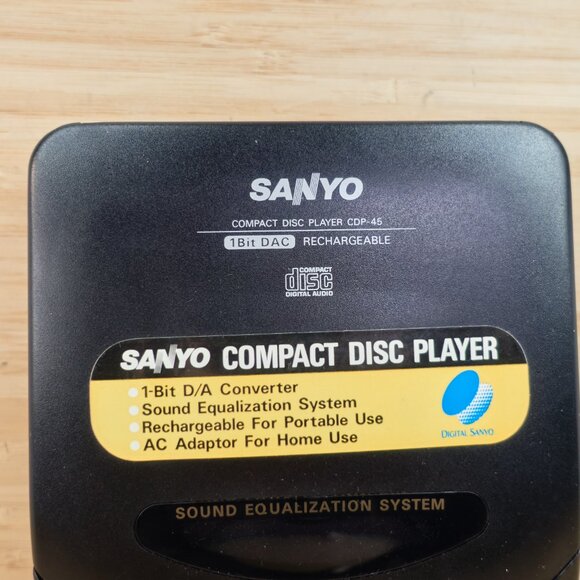 SANYO
COMPACT DISC PLAYER CDP-45
1Bit DAC RECHARGEABLE
COMPACT
disc
DIGITAL AUDIO
SANYO COMPACT DISC PLAYER
1-Bit D/A Converter
Sound Equalization System
Rechargeable For Portable Use
AC Adaptor For Home Use
DIGITAL SANYO
SOUND EQUALIZATION SYSTEM